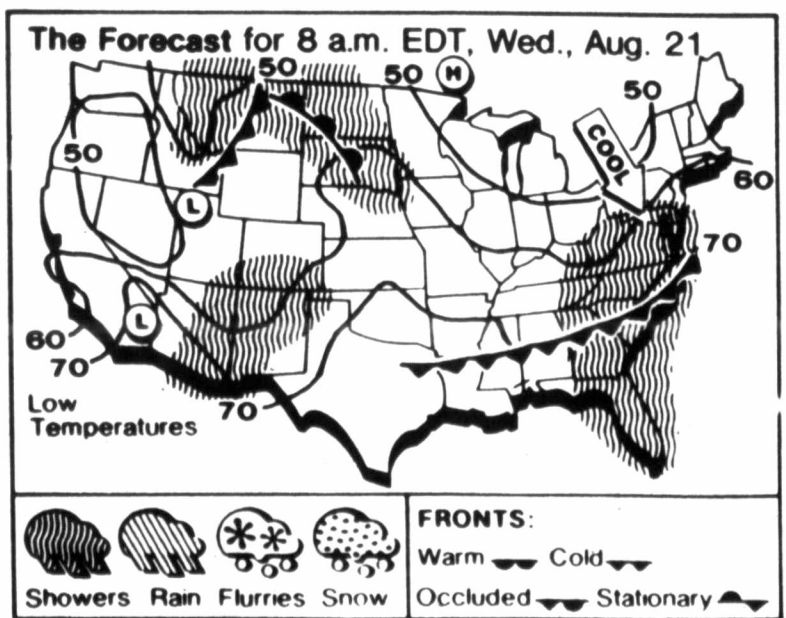 The Forecast for 8 a.m. EDT, Wed., Aug. 21
50
50
H
50
50
COOL
60
L
70
L
60
70
70
Low
Temperatures
Showers Rain Flurries Snow
FRONTS:
Warm Cold
Occluded Stationary